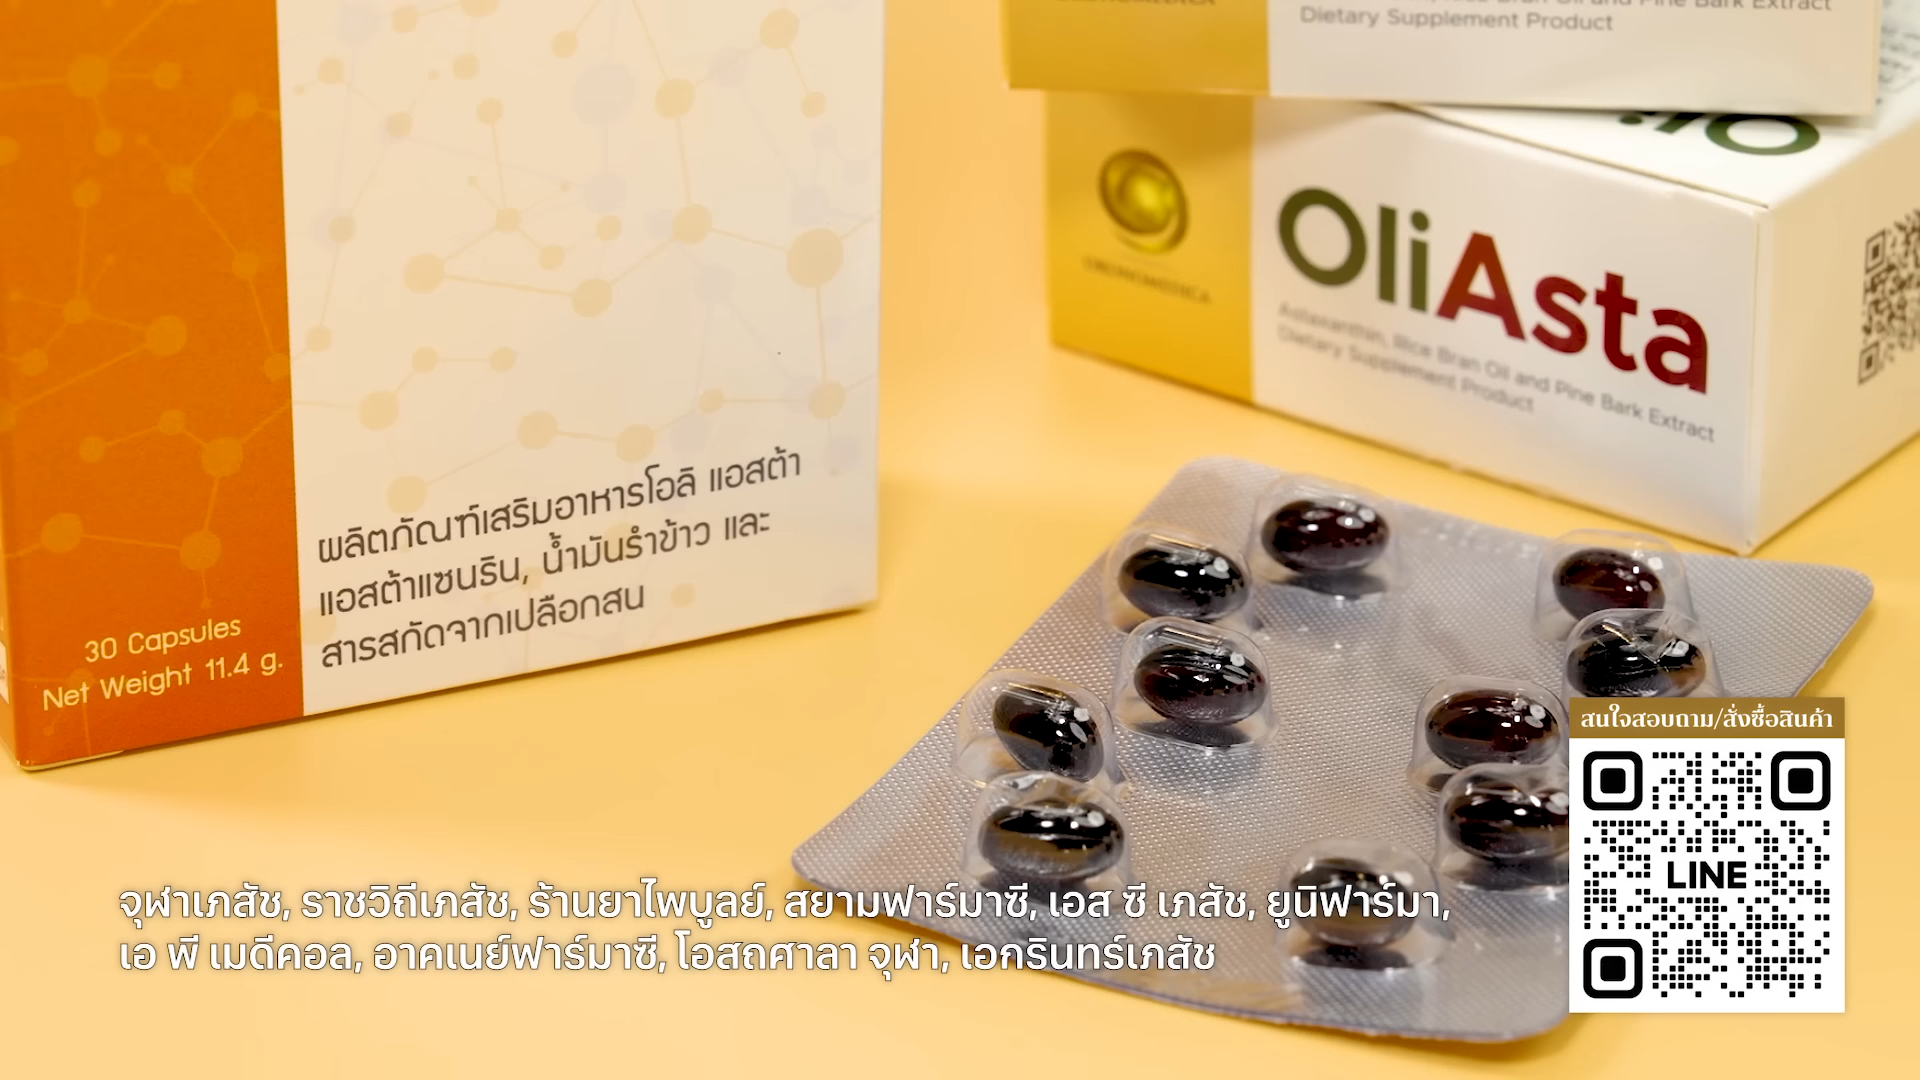 30 Capsules
Net Weight 11.4 g.
ผลิตภัณฑ์เสริมอาหารโอลิ แอสต้า
แอสต้าแซนธิน, น้ำมันรำข้าว และ
สารสกัดจากเปลือกสน
Dietary Supplement Product
OliAsta
Astaxanthin, Rice Bran Oil and Pine Bark Extract
Dietary Supplement Product
สนใจสอบถาม/สั่งซื้อสินค้า
LINE
จุฬาเภสัช, ราชวิถีเภสัช, ร้านยาไพบูลย์, สยามฟาร์มาซี, เอส ซี เภสัช, ยูนิฟาร์มา,
เอ พี เมดีคอล, อาคเนย์ฟาร์มาซี, โอสถศาลา จุฬา, เอกรินทร์เภสัช